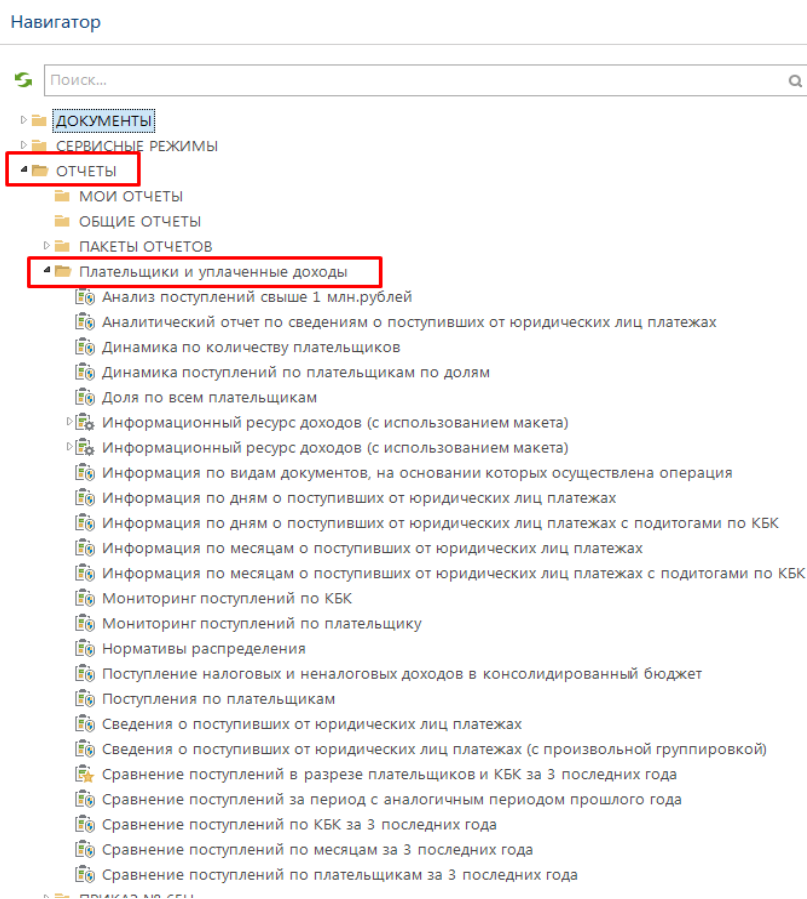 Навигатор
Поиск...
ДОКУМЕНТЫ
СЕРВИСНЫЕ РЕЖИМЫ
ОТЧЕТЫ
МОИ ОТЧЕТЫ
ОБЩИЕ ОТЧЕТЫ
ПАКЕТЫ ОТЧЕТОВ
Плательщики и уплаченные доходы
Анализ поступлений свыше 1 млн.рублей
Аналитический отчет по сведениям о поступивших от юридических лиц платежах
Динамика по количеству плательщиков
Динамика поступлений по плательщикам по долям
Доля по всем плательщикам
Информационный ресурс доходов (с использованием макета)
Информационный ресурс доходов (с использованием макета)
Информация по видам документов, на основании которых осуществлена операция
Информация по дням о поступивших от юридических лиц платежах
Информация по дням о поступивших от юридических лиц платежах с подитогами по КБК
Информация по месяцам о поступивших от юридических лиц платежах
Информация по месяцам о поступивших от юридических лиц платежах с подитогами по КБК
Мониторинг поступлений по КБК
Мониторинг поступлений по плательщику
Нормативы распределения
Поступление налоговых и неналоговых доходов в консолидированный бюджет
Поступления по плательщикам
Сведения о поступивших от юридических лиц платежах
Сведения о поступивших от юридических лиц платежах (с произвольной группировкой)
Сравнение поступлений в разрезе плательщиков и КБК за 3 последних года
Сравнение поступлений за период с аналогичным периодом прошлого года
Сравнение поступлений по КБК за 3 последних года
Сравнение поступлений по месяцам за 3 последних года
Сравнение поступлений по плательщикам за 3 последних года